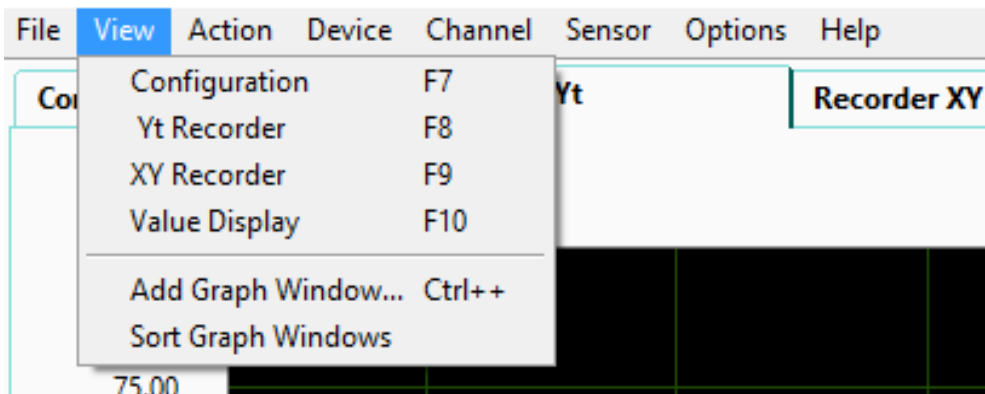 File View Action Device Channel Sensor Options Help
Configuration F7
Yt Recorder F8
XY Recorder F9
Value Display F10
Add Graph Window... Ctrl++
Sort Graph Windows
Yt
Recorder XY
75.00